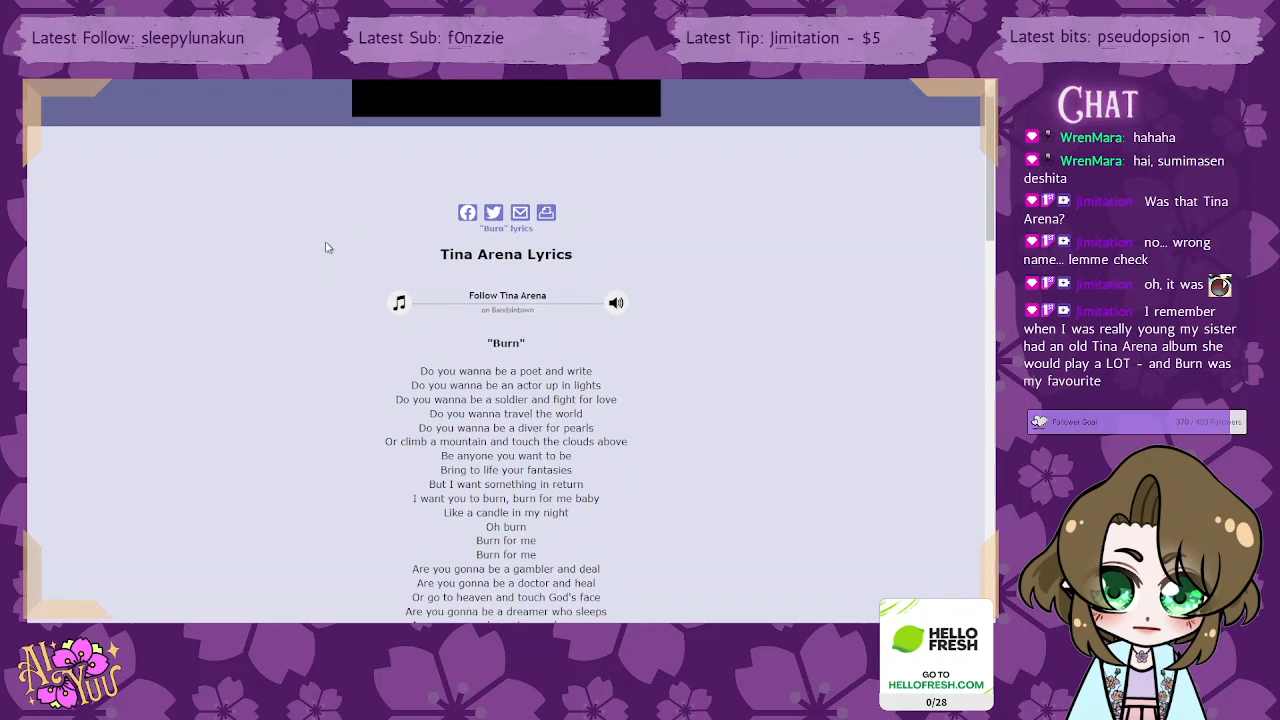 Latest Follow: sleepylunakun
Latest Sub: f0nzzie
Latest Tip: Jimitation - $5
Latest bits: pseudopsion - 10
"Burn" lyrics
Tina Arena Lyrics
Follow Tina Arena
on Bandsintown
"Burn"
Do you wanna be a poet and write
Do you wanna be an actor up in lights
Do you wanna be a soldier and fight for love
Do you wanna travel the world
Do you wanna be a diver for pearls
Or climb a mountain and touch the clouds above
Be anyone you want to be
Bring to life your fantasies
But I want something in return
I want you to burn, burn for me baby
Like a candle in my night
Oh burn
Burn for me
Burn for me
Are you gonna be a gambler and deal
Are you gonna be a doctor and heal
Or go to heaven and touch God's face
Are you gonna be a dreamer who sleeps
CHAT
WrenMara: hahaha
WrenMara: hai, sumimasen
deshita
Jimitation: Was that Tina
Arena?
Jimitation: no... wrong
name... lemme check
Jimitation: oh, it was
Jimitation: I remember
when I was really young my sister
had an old Tina Arena album she
would play a LOT - and Burn was
my favourite
Follower Goal
370 / 400 Followers
HELLO
FRESH
GO TO
HELLOFRESH.COM
0/28